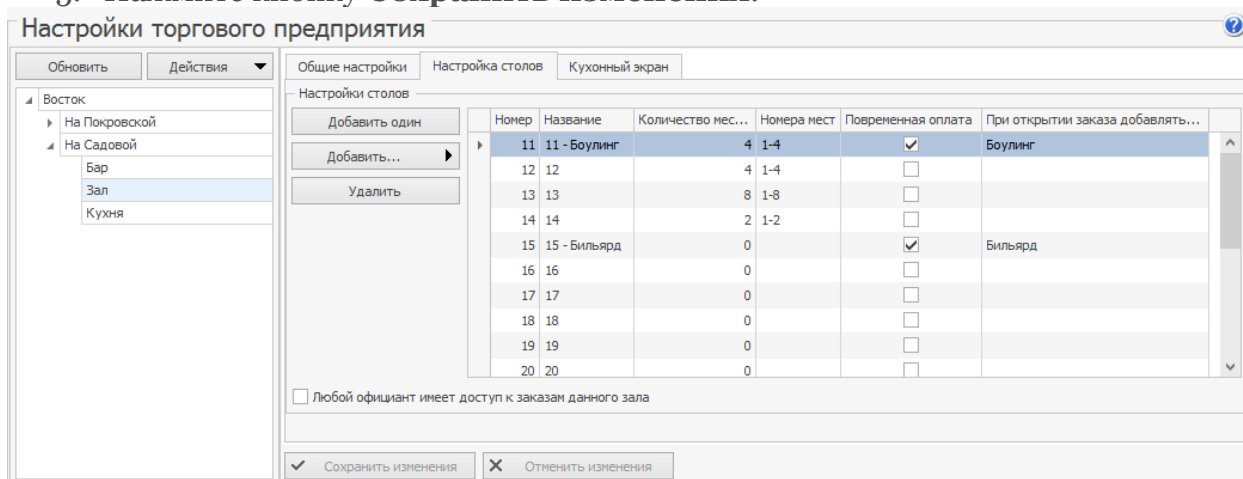 Нажмите кнопку Сохранить изменения.
Настройки торгового предприятия
Обновить Действия
Общие настройки Настройка столов Кухонный экран
Восток
На Покровской
На Садовой
Бар
Зал
Кухня
Настройки столов
Добавить один
Добавить...
Удалить
Номер Название Количество мес... Номера мест Повременная оплата При открытии заказа добавлять...
11 11 - Боулинг 4 1-4 Боулинг
12 12 4 1-4
13 13 8 1-8
14 14 2 1-2
15 15 - Бильярд 0 Бильярд
16 16 0
17 17 0
18 18 0
19 19 0
20 20 0
Любой официант имеет доступ к заказам данного зала
Сохранить изменения Отменить изменения